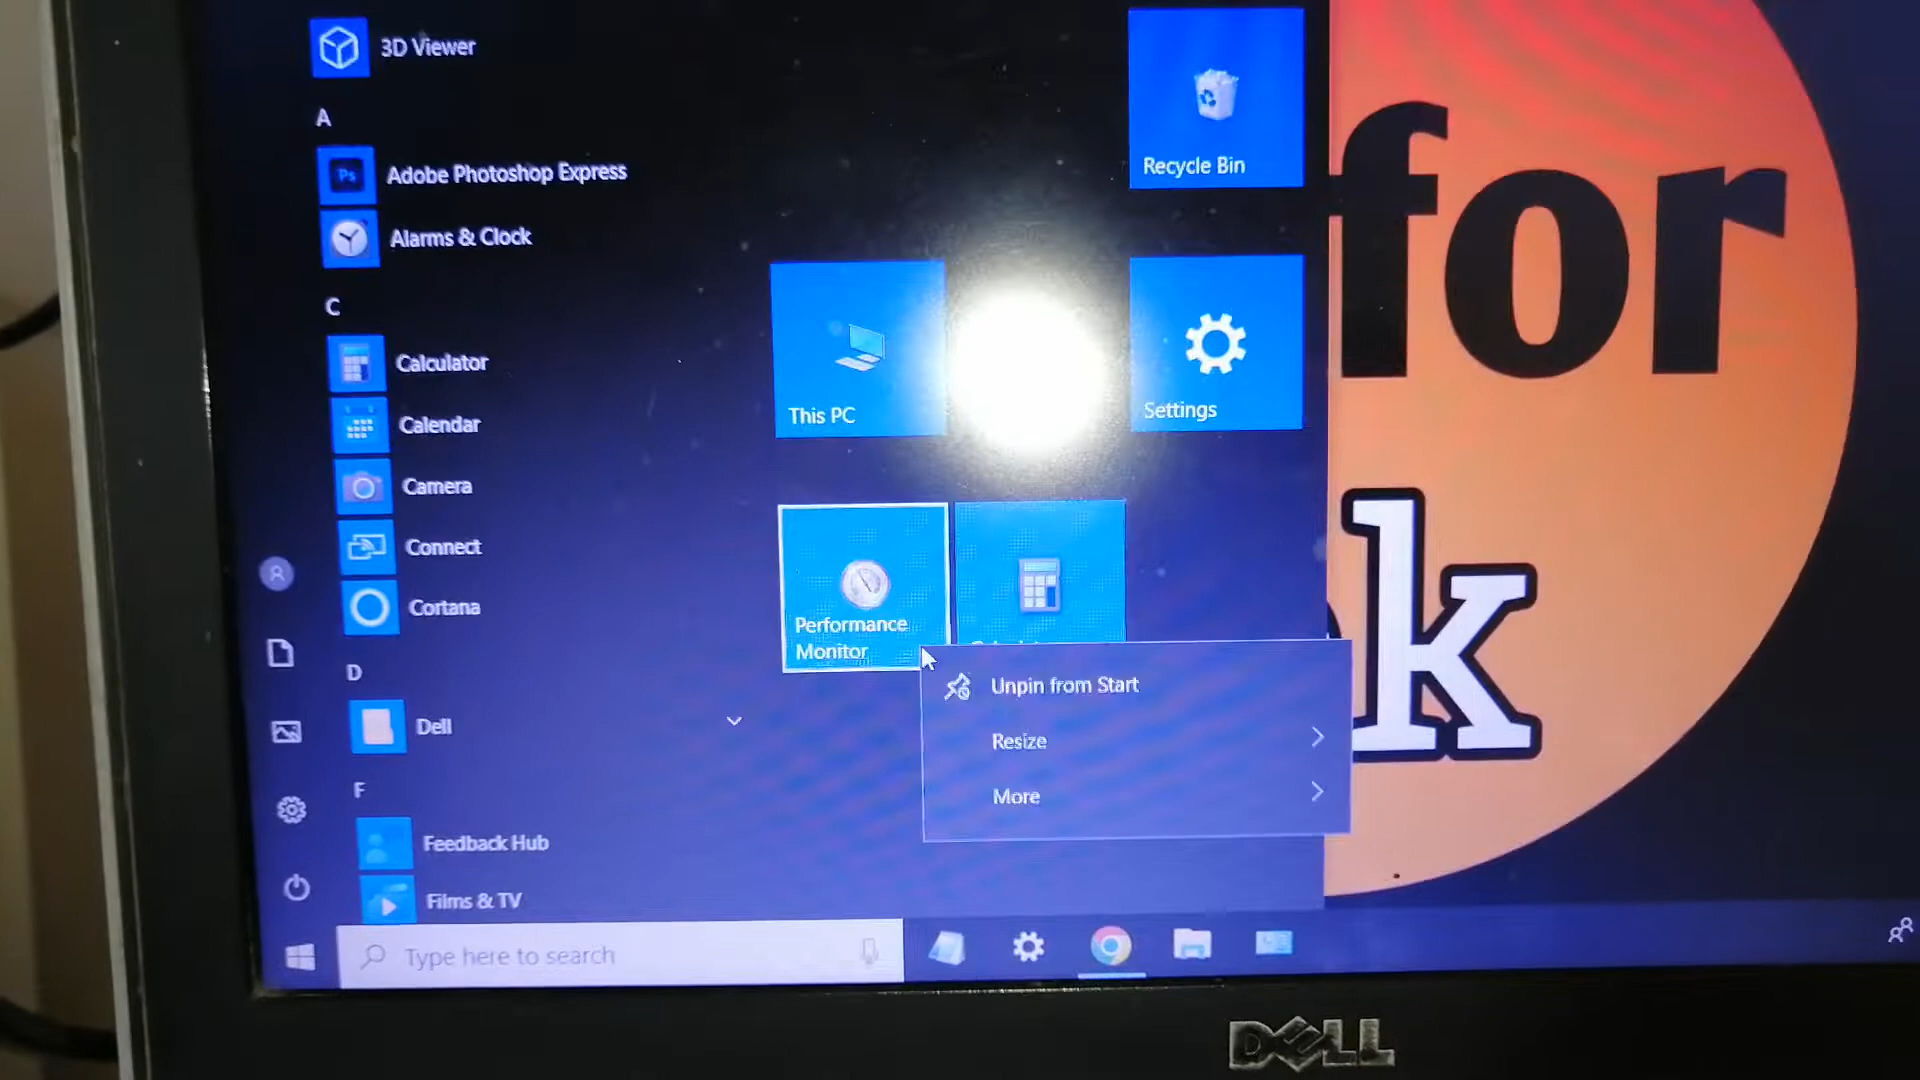 3D Viewer
A
Adobe Photoshop Express
Ps
Alarms & Clock
C
Calculator
Calendar
Camera
Connect
Cortana
D
Dell
F
Feedback Hub
Films & TV
Type here to search
Recycle Bin
This PC
Settings
Performance
Monitor
Unpin from Start
Resize
More
for
k
DELL